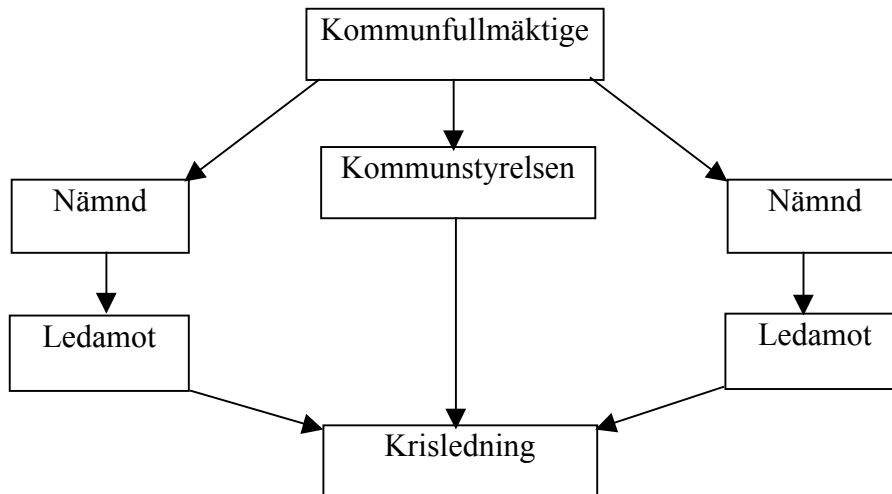 Kommunfullmäktige
Kommunstyrelsen
Nämnd
Nämnd
Ledamot
Ledamot
Krisledning